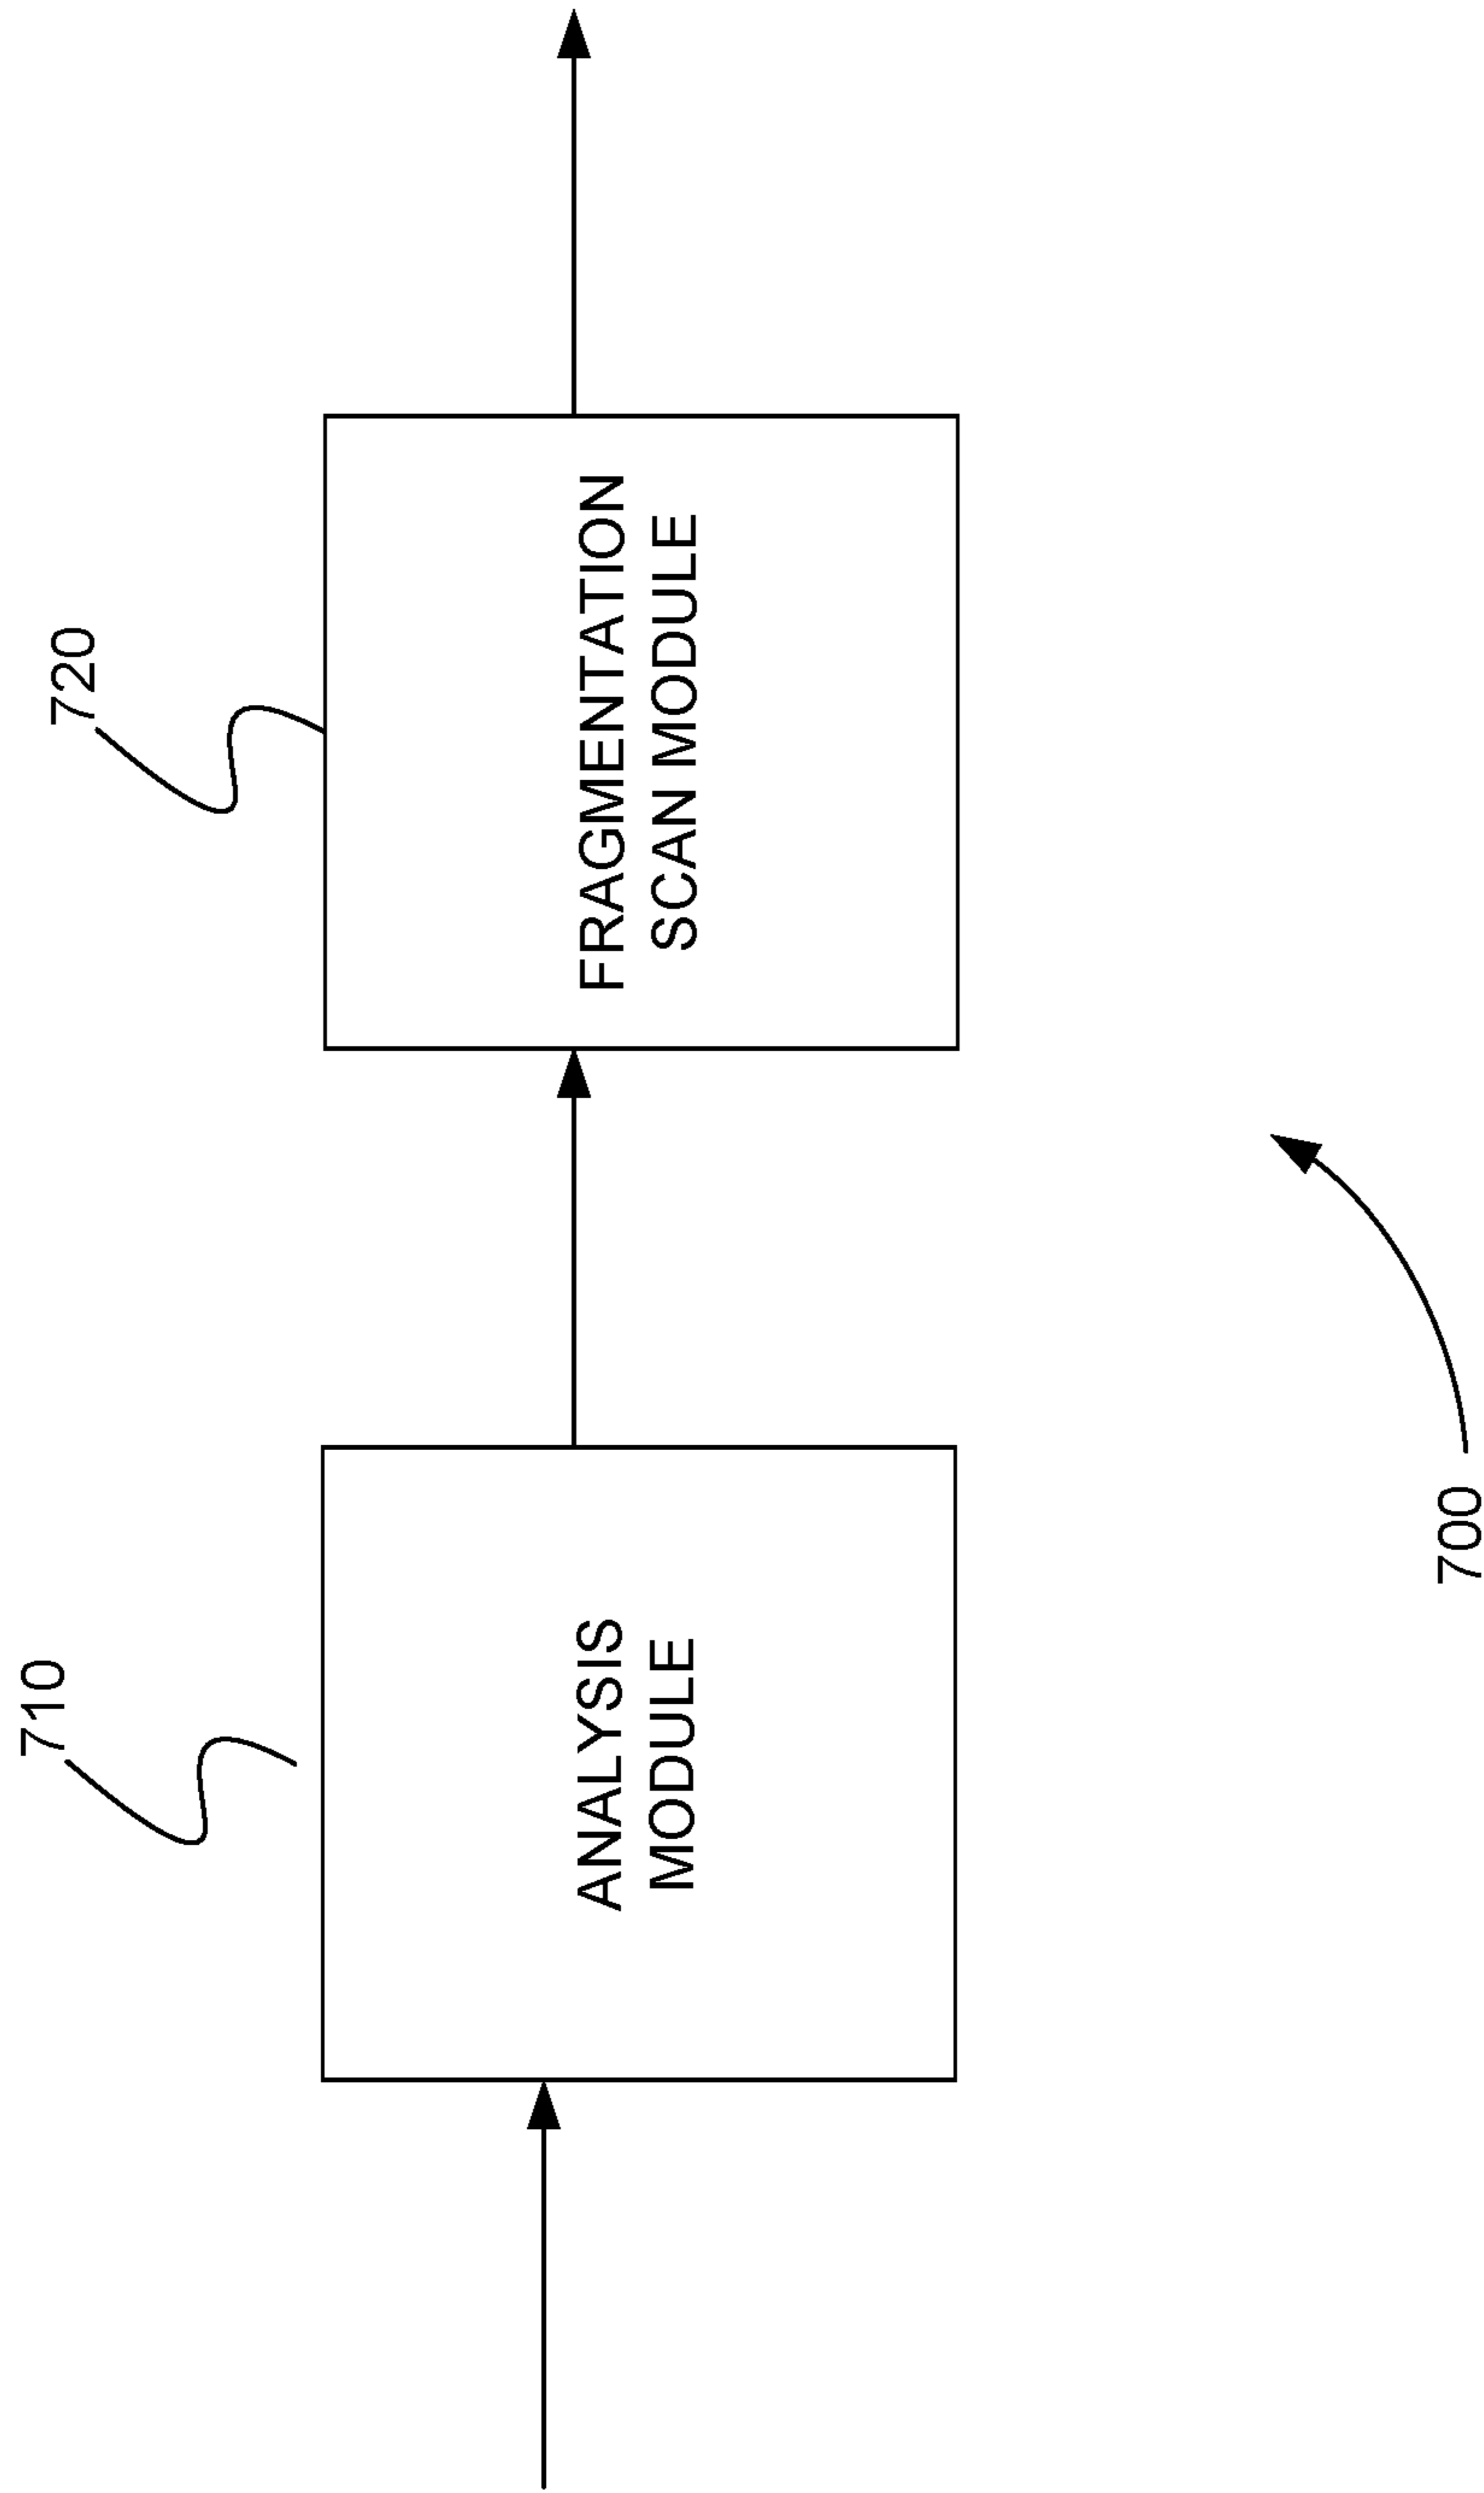 710
720
ANALYSIS
MODULE
FRAGMENTATION
SCAN MODULE
700